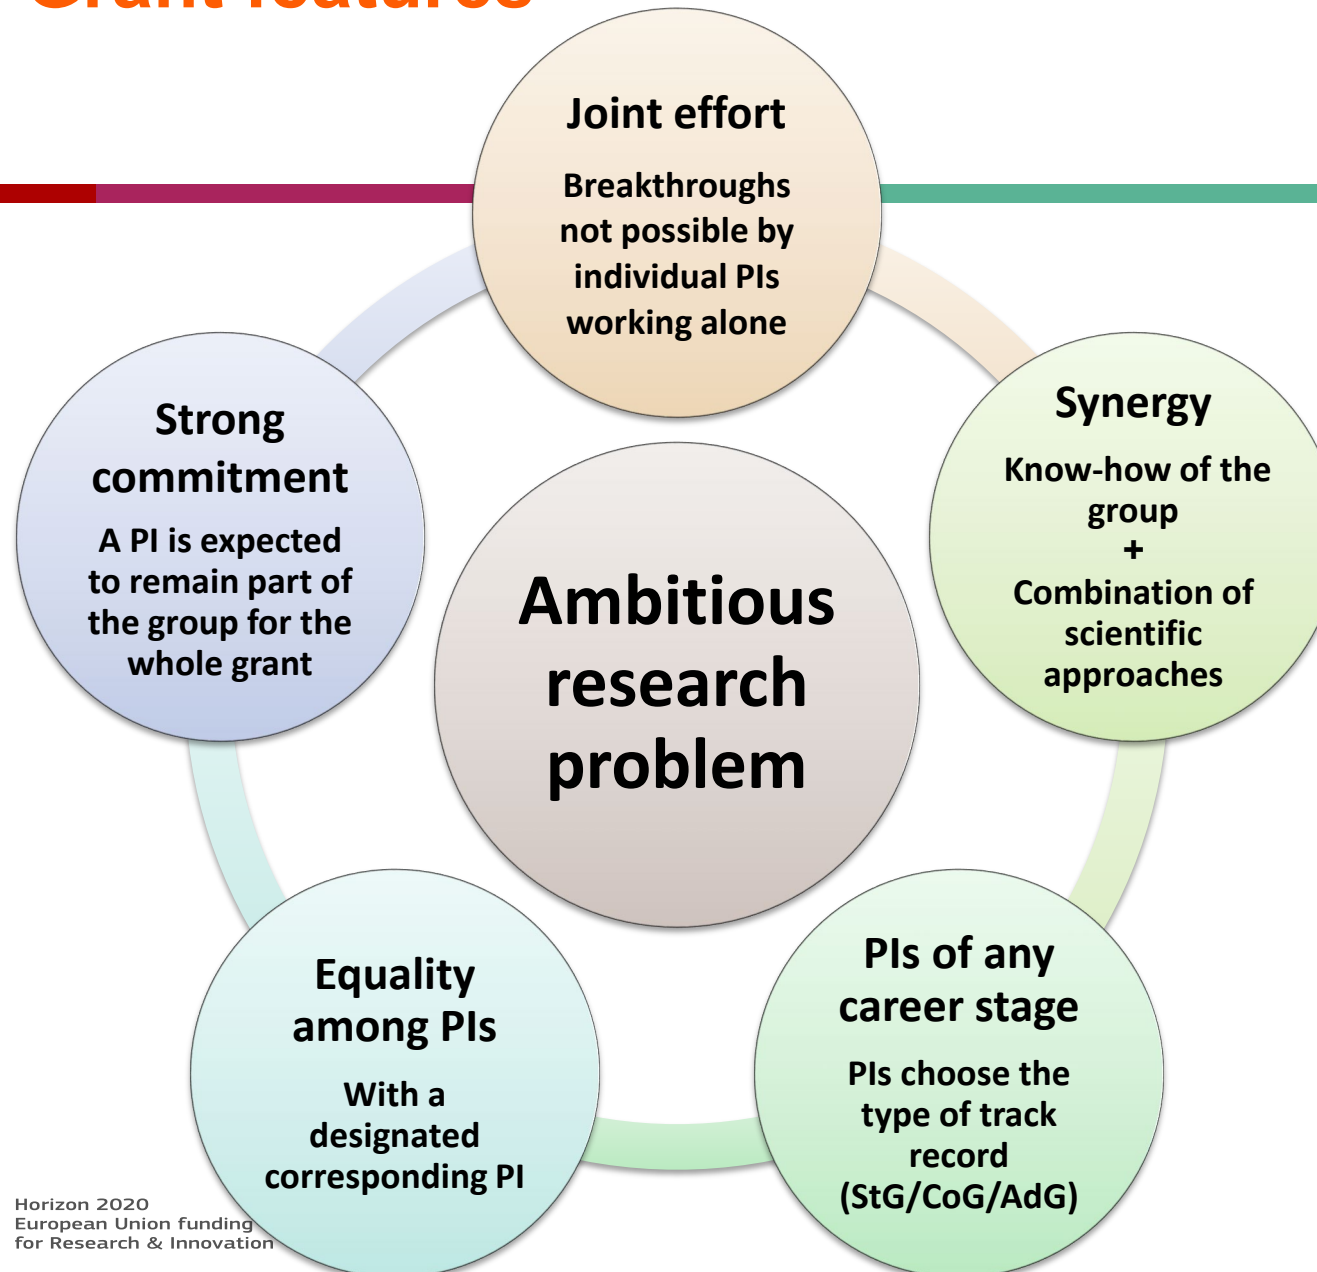 Grant features
Joint effort
Breakthroughs
not possible by
individual PIs
working alone
Strong
commitment
A PI is expected
to remain part of
the group for the
whole grant
Synergy
Know-how of the
group
+
Combination of
scientific
approaches
Ambitious
research
problem
Equality
among PIs
With a
designated
corresponding PI
PIs of any
career stage
PIs choose the
type of track
record
(StG/CoG/AdG)
Horizon 2020
European Union funding
for Research & Innovation